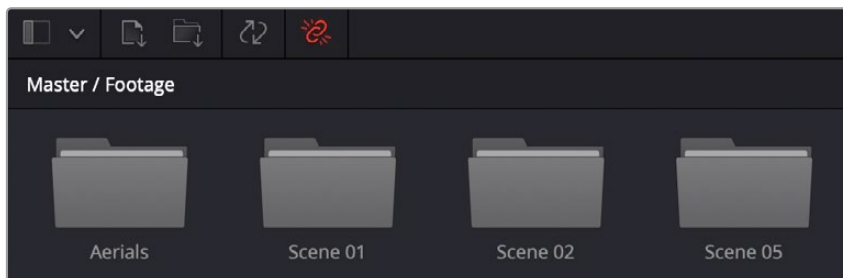 Master / Footage
Aerials
Scene 01
Scene 02
Scene 05